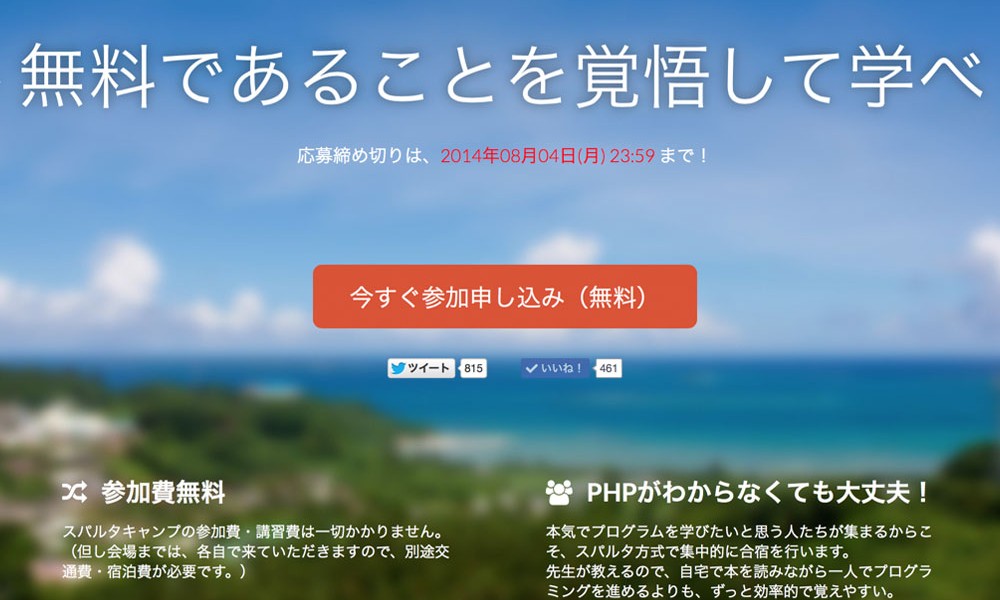 無料であることを覚悟して学べ
応募締め切りは、2014年08月04日(月) 23:59 まで！
今すぐ参加申し込み（無料）
ツイート 815 いいね！ 461
参加費無料
スパルタキャンプの参加費・講習費は一切かかりません。
（但し会場までは、各自で来ていただきますので、別途交
通費・宿泊費が必要です。）
PHPがわからなくても大丈夫！
本気でプログラムを学びたいと思う人たちが集まるからこ
そ、スパルタ方式で集中的に合宿を行います。
先生が教えるので、自宅で本を読みながら一人でプログラ
ミングを進めるよりも、ずっと効率的で覚えやすい。